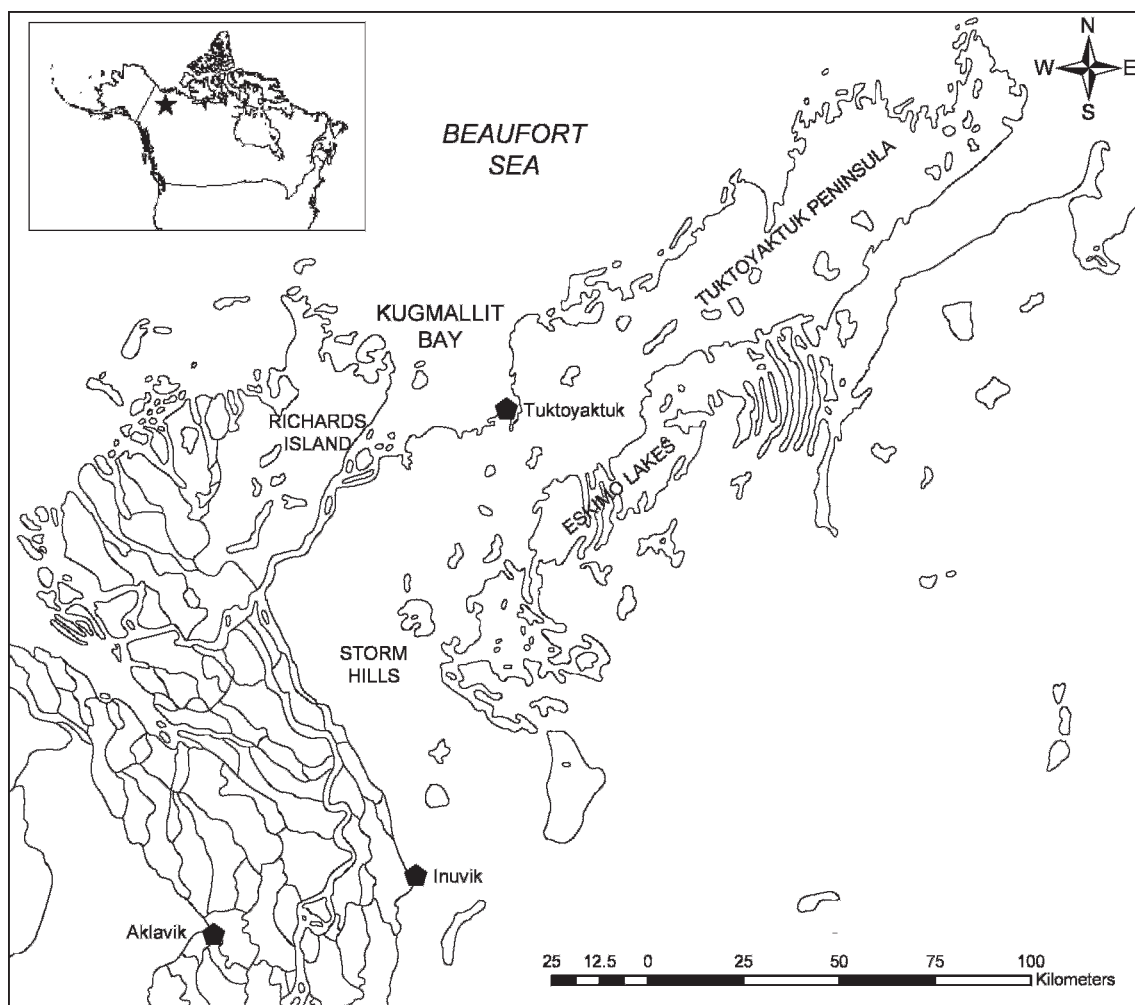 N
W E
S
BEAUFORT
SEA
TUKTOYAKTUK PENINSULA
KUGMALLIT
BAY
Tuktoyaktuk
RICHARDS
ISLAND
ESKIMO LAKES
STORM
HILLS
Inuvik
Aklavik
25 12.5 0 25 50 75 100
Kilometers